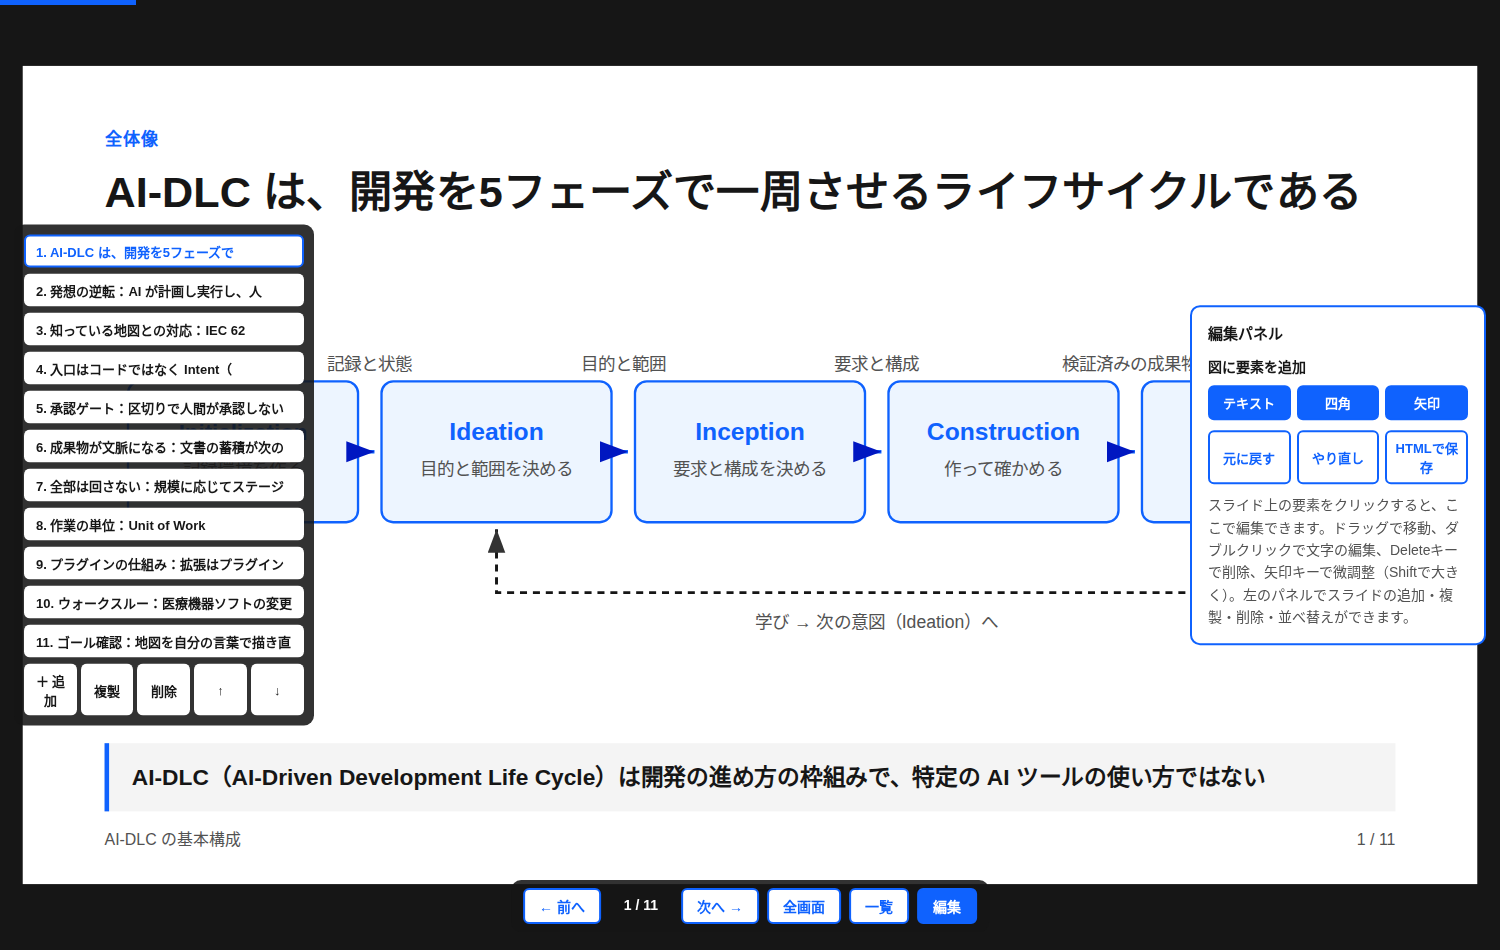 全体像
AI-DLC は、開発を5フェーズで一周させるライフサイクルである
1. AI-DLC は、開発を5フェーズで
2. 発想の逆転：AI が計画し実行し、人
3. 知っている地図との対応：IEC 62
4. 入口はコードではなく Intent（
5. 承認ゲート：区切りで人間が承認しない
6. 成果物が文脈になる：文書の蓄積が次の
7. 全部は回さない：規模に応じてステージ
8. 作業の単位：Unit of Work
9. プラグインの仕組み：拡張はプラグイン
10. ウォークスルー：医療機器ソフトの変更
11. ゴール確認：地図を自分の言葉で描き直
＋ 追加
複製
削除
↑
↓
記録と状態
目的と範囲
要求と構成
検証済みの成果物
Ideation
目的と範囲を決める
Inception
要求と構成を決める
Construction
作って確かめる
学び → 次の意図（Ideation）へ
編集パネル
図に要素を追加
テキスト
四角
矢印
元に戻す
やり直し
HTMLで保
存
スライド上の要素をクリックすると、こ
こで編集できます。ドラッグで移動、ダ
ブルクリックで文字の編集、Deleteキー
で削除、矢印キーで微調整（Shiftで大き
く）。左のパネルでスライドの追加・複
製・削除・並べ替えができます。
AI-DLC（AI-Driven Development Life Cycle）は開発の進め方の枠組みで、特定の AI ツールの使い方ではない
AI-DLC の基本構成
1 / 11
← 前へ
1 / 11
次へ →
全画面
一覧
編集